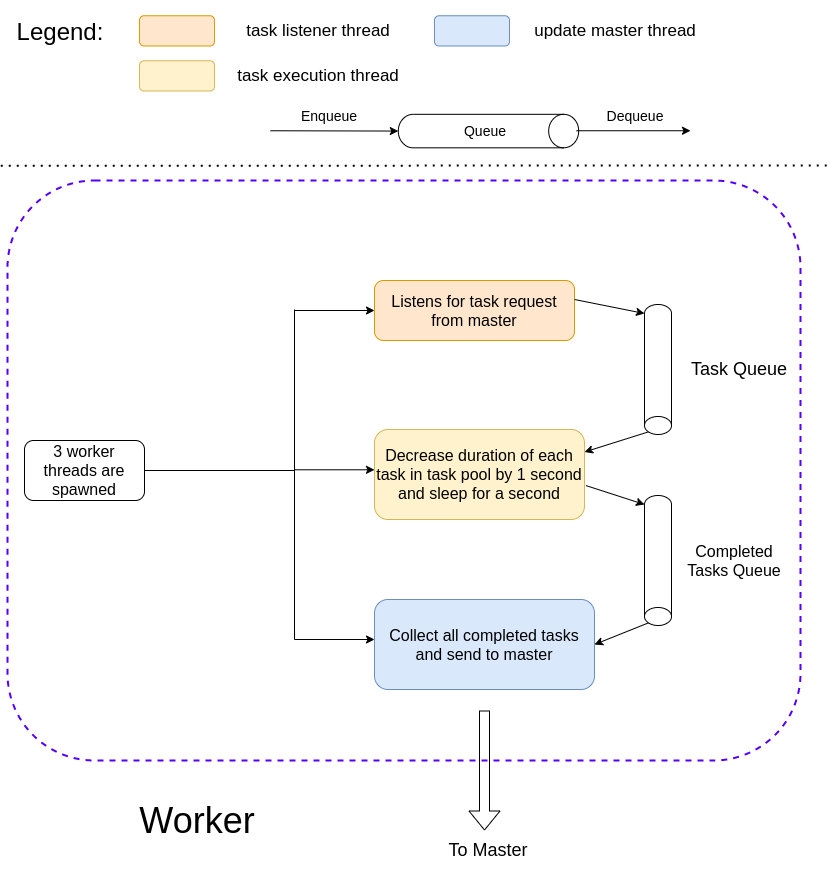 Legend:
task listener thread
update master thread
task execution thread
Enqueue
Queue
Dequeue
Listens for task request
from master
Task Queue
3 worker
threads are
spawned
Decrease duration of each
task in task pool by 1 second
and sleep for a second
Completed
Tasks Queue
Collect all completed tasks
and send to master
Worker
To Master